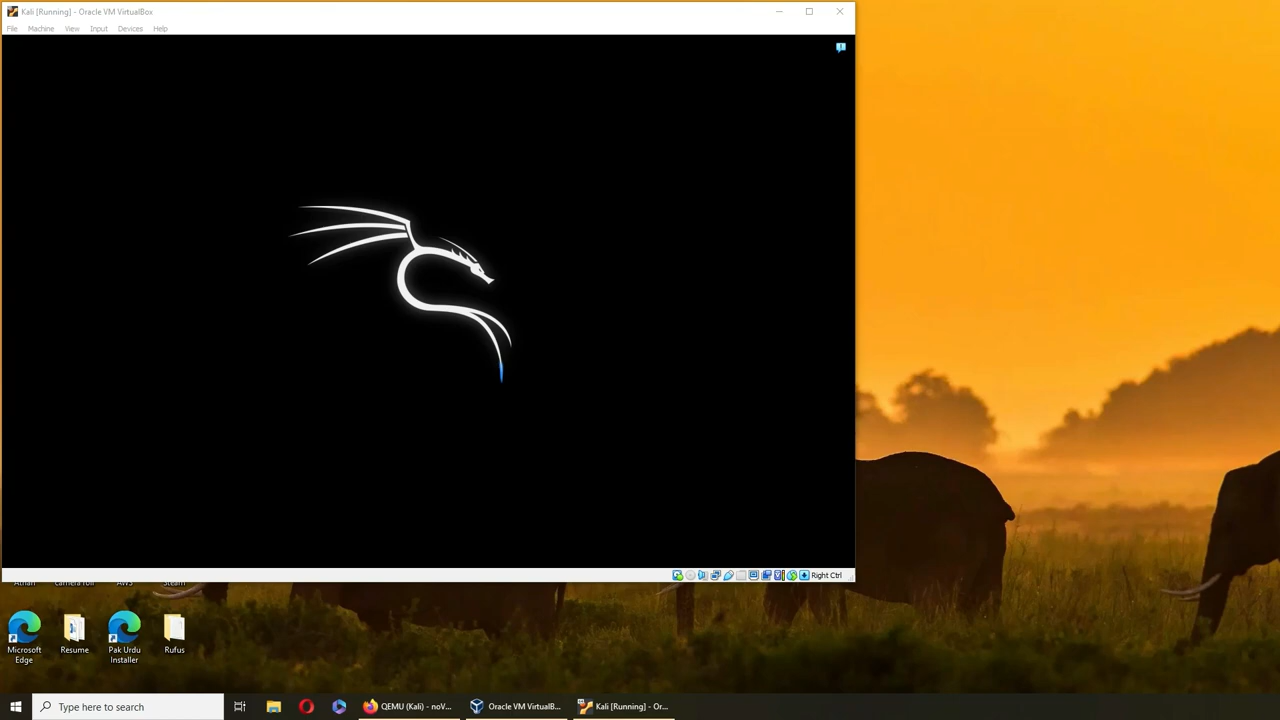 Kali [Running] - Oracle VM VirtualBox
File Machine View Input Devices Help
Right Ctrl
Microsoft Edge
Resume
Pak Urdu Installer
Rufus
Type here to search
QEMU (Kali) - noV...
Oracle VM VirtualB...
Kali [Running] - Or...